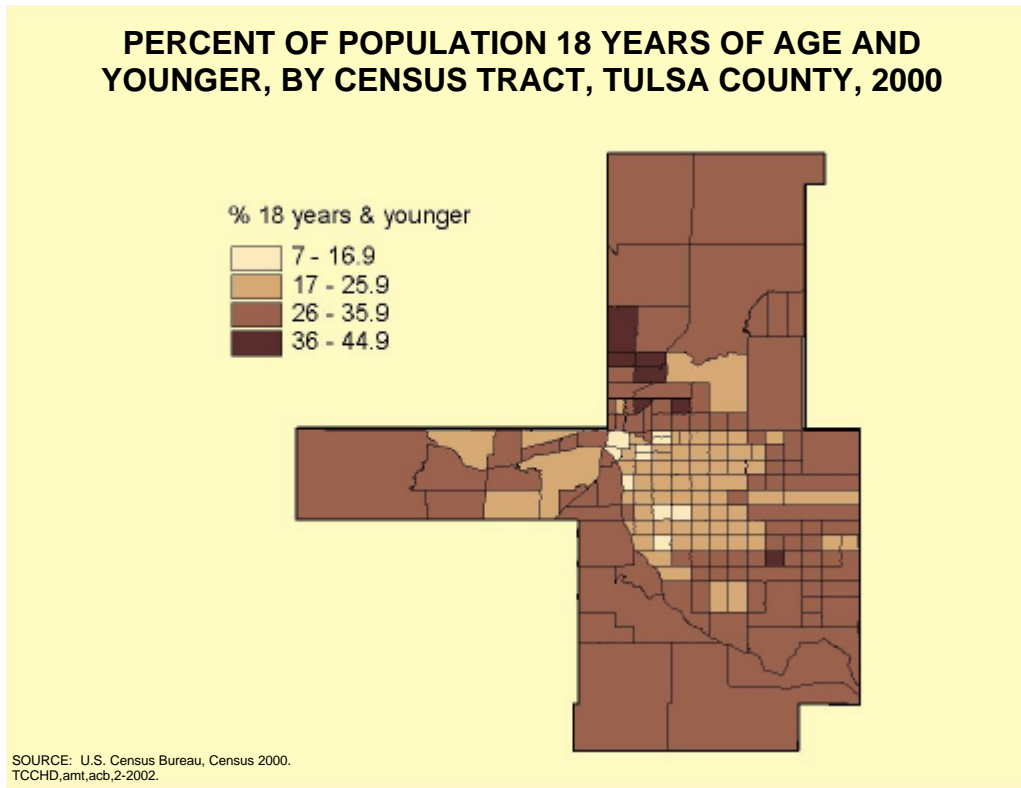 PERCENT OF POPULATION 18 YEARS OF AGE AND
YOUNGER, BY CENSUS TRACT, TULSA COUNTY, 2000
% 18 years & younger
7 - 16.9
17 - 25.9
26 - 35.9
36 - 44.9
SOURCE: U.S. Census Bureau, Census 2000.
TCCHD,amt,acb,2-2002.